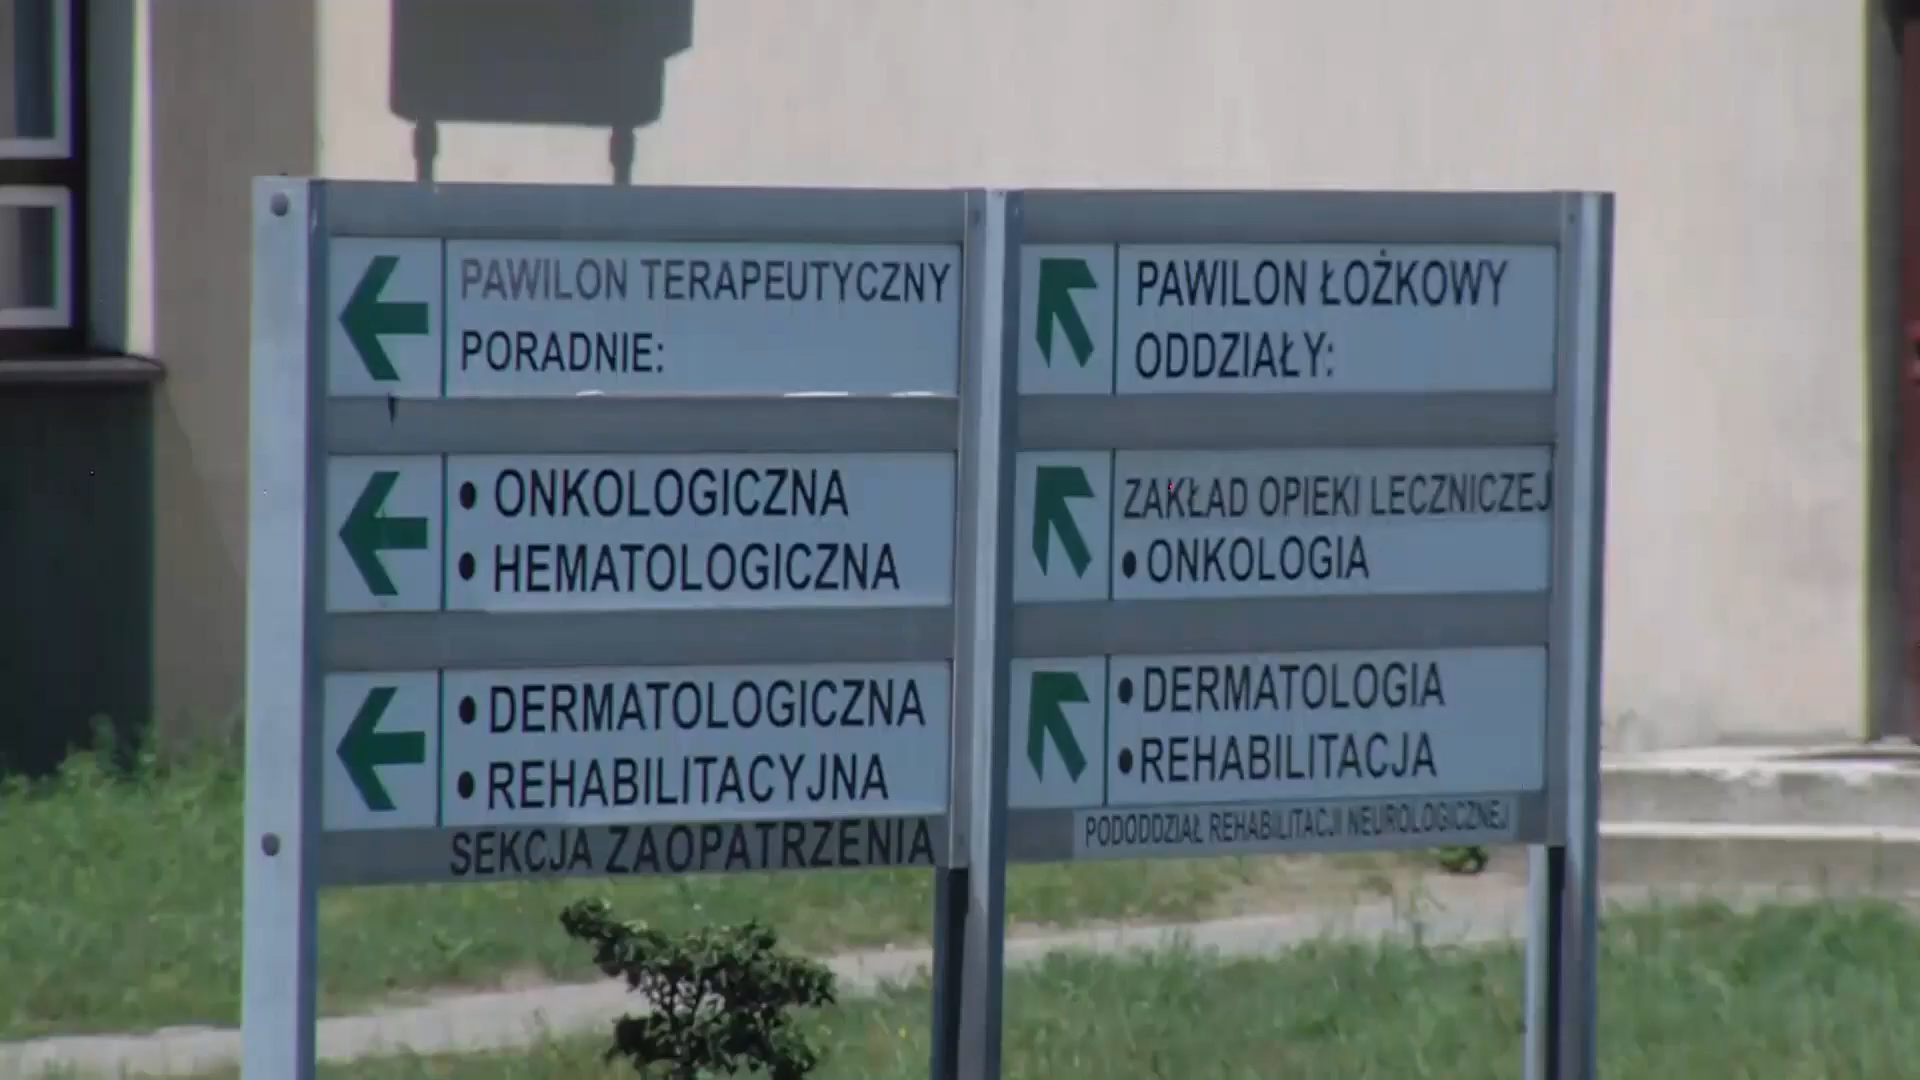 PAWILON TERAPEUTYCZNY
PORADNIE:
• ONKOLOGICZNA
• HEMATOLOGICZNA
• DERMATOLOGICZNA
• REHABILITACYJNA
SEKCJA ZAOPATRZENIA
PAWILON ŁOŻKOWY
ODDZIAŁY:
ZAKŁAD OPIEKI LECZNICZEJ
• ONKOLOGIA
• DERMATOLOGIA
• REHABILITACJA
PODODDZIAŁ REHABILITACJI NEUROLOGICZNEJ